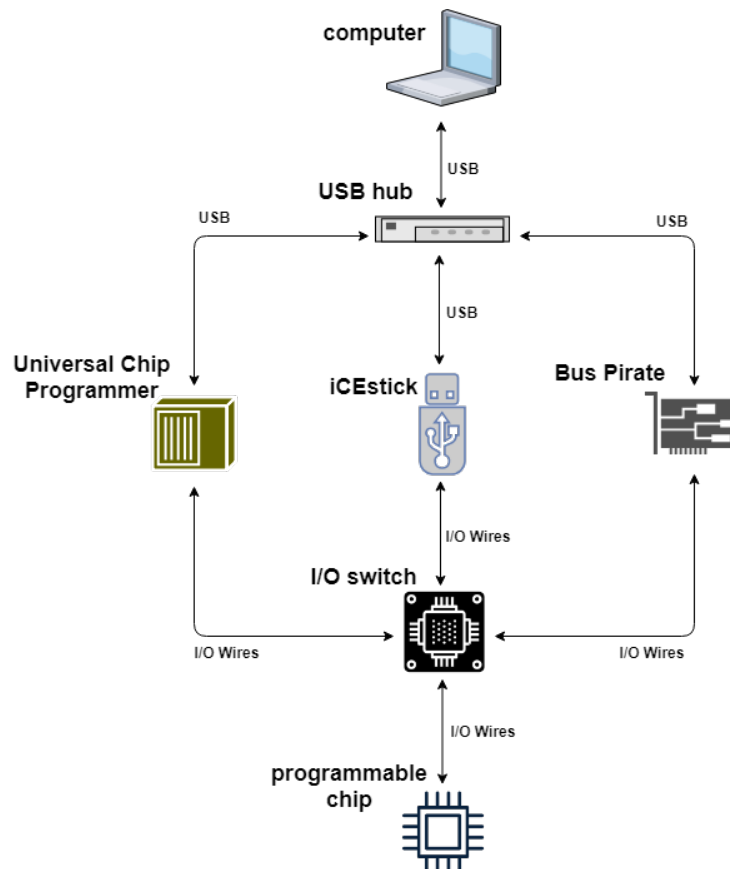 computer
USB
USB hub
USB
USB
USB
Universal Chip
Programmer
iCEstick
Bus Pirate
I/O Wires
I/O switch
I/O Wires
I/O Wires
I/O Wires
programmable
chip